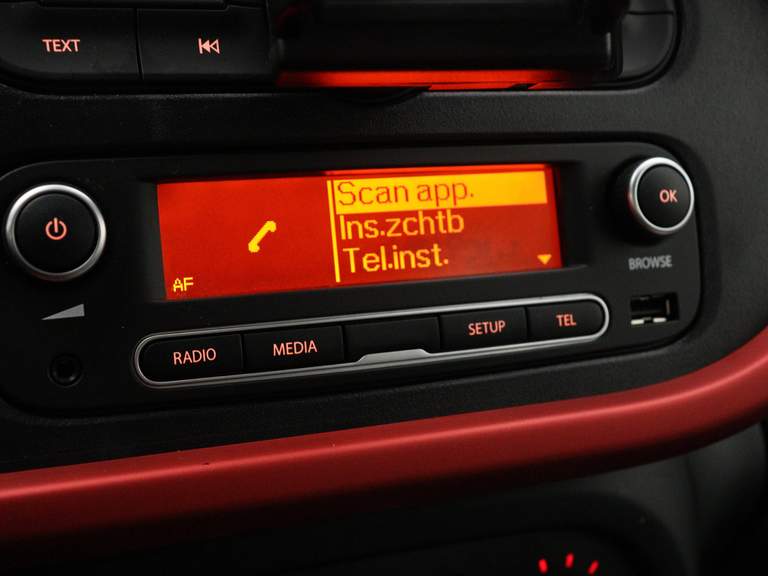 TEXT
Scan app.
Ins.zchtb
Tel.inst.
AF
OK
BROWSE
RADIO
MEDIA
SETUP
TEL